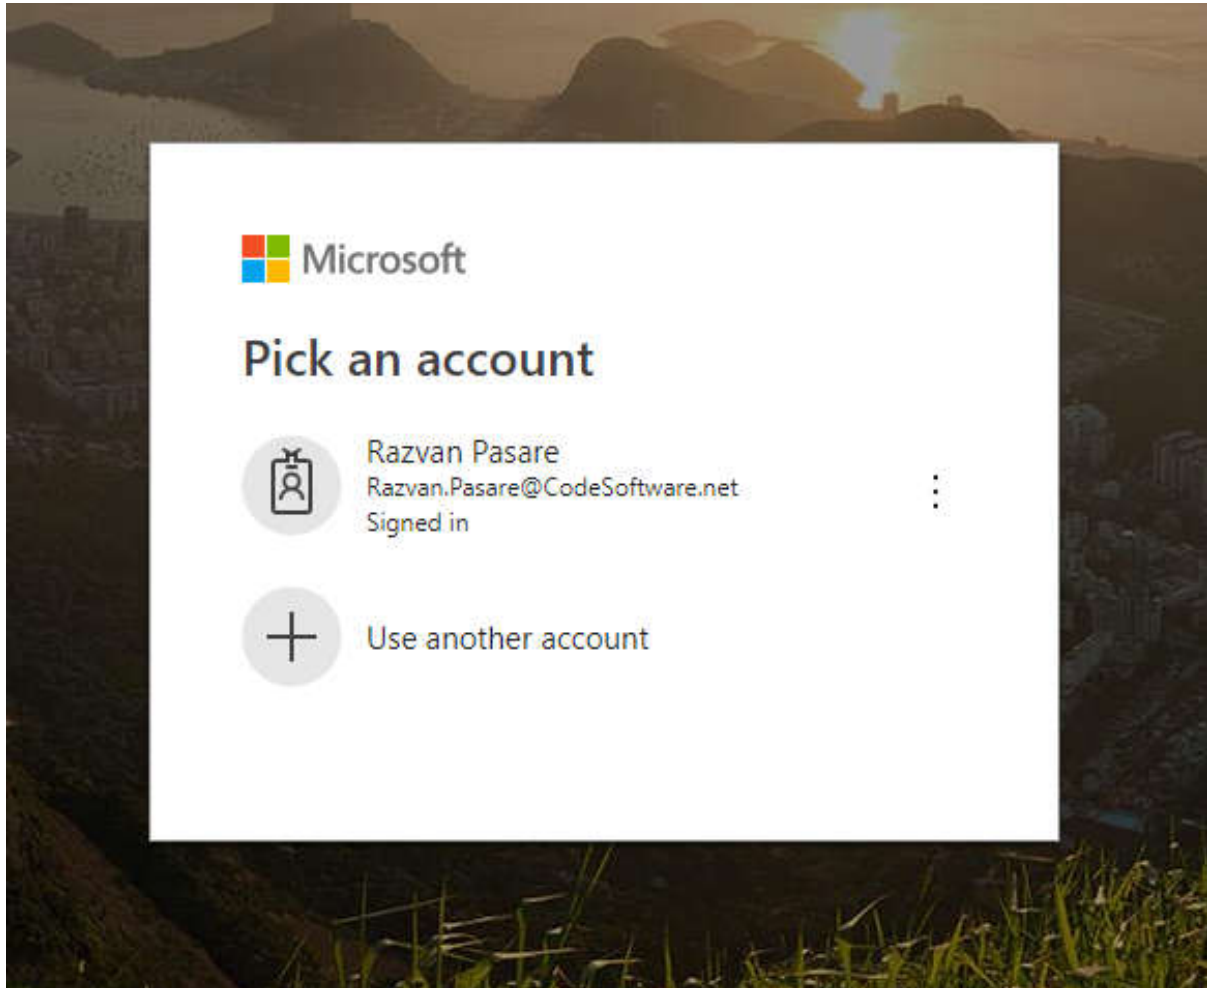 Microsoft
Pick an account
Razvan Pasare
Razvan.Pasare@CodeSoftware.net
Signed in
Use another account